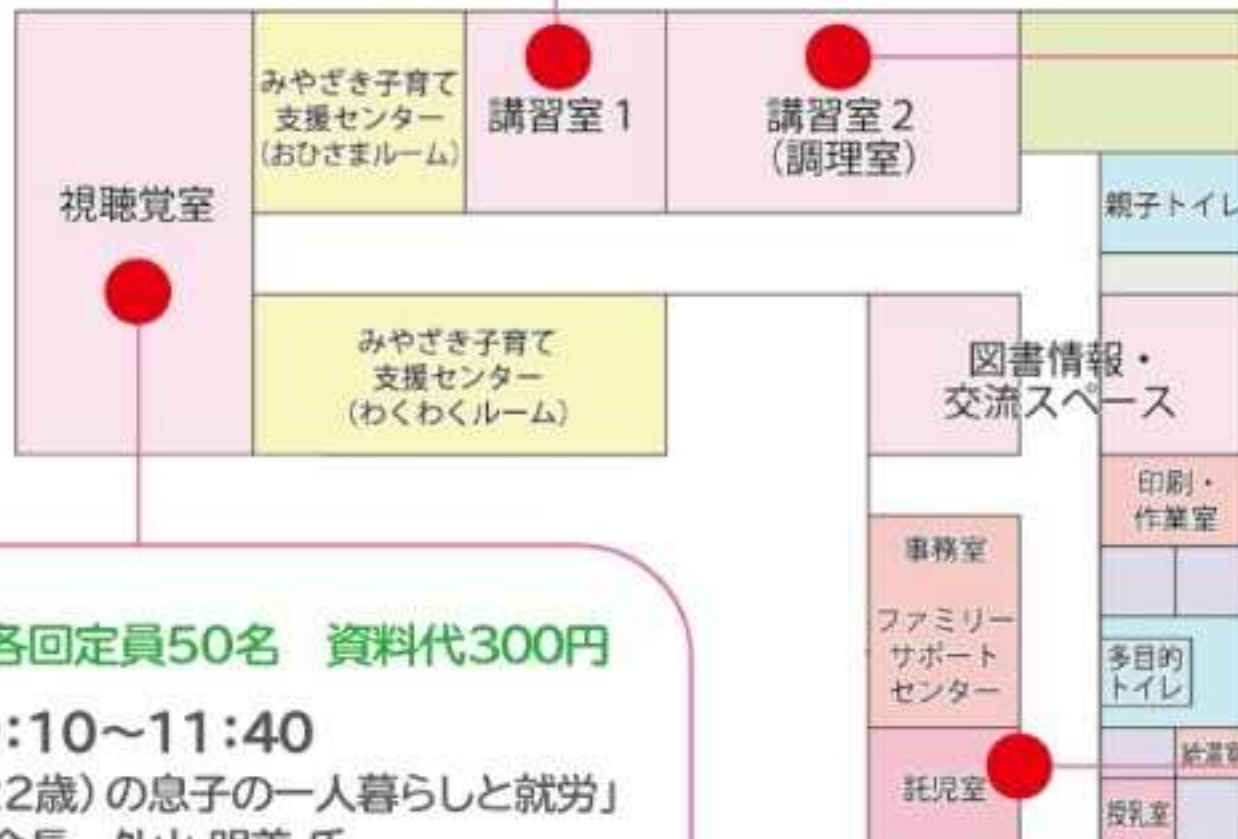 視聴覚室
みやざき子育て
支援センター
(おひさまルーム)
講習室1
講習室2
(調理室)
親子トイレ
みやざき子育て
支援センター
(わくわくルーム)
図書情報・
交流スペース
印刷・
作業室
事務室
ファミリー
サポート
センター
多目的
トイレ
託児室
授乳室
各回定員50名 資料代300円
:10～11:40
22歳)の息子の一人暮らしと就労」